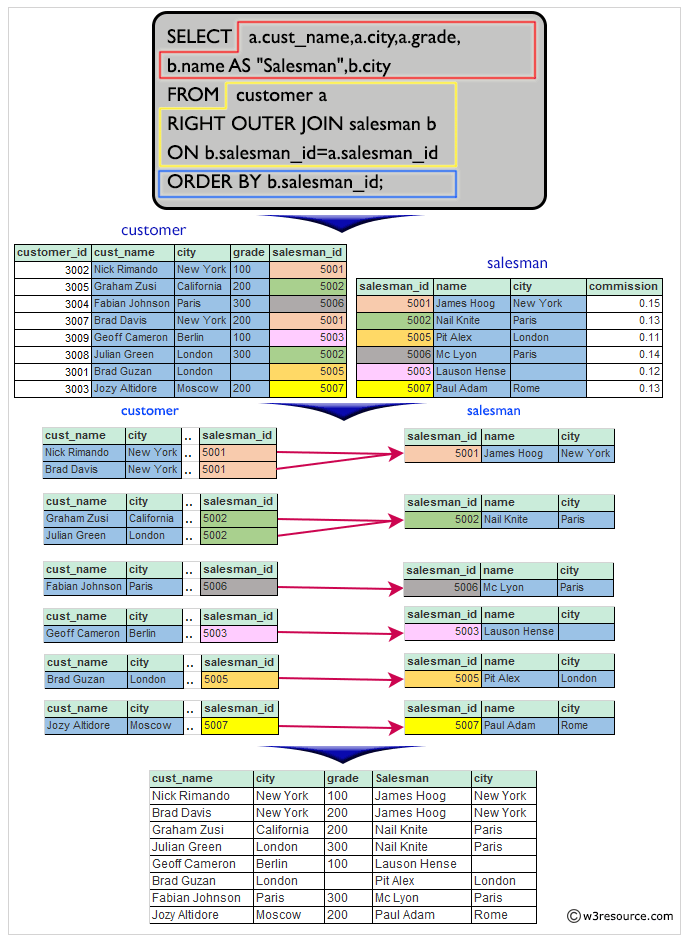 SELECT a.cust_name,a.city,a.grade,
b.name AS "Salesman",b.city
FROM customer a
RIGHT OUTER JOIN salesman b
ON b.salesman_id=a.salesman_id
ORDER BY b.salesman_id;
customer
customer_id cust_name city grade salesman_id
3002 Nick Rimando New York 100 5001
3005 Graham Zusi California 200 5002
3004 Fabian Johnson Paris 300 5006
3007 Brad Davis New York 200 5001
3009 Geoff Cameron Berlin 100 5003
3008 Julian Green London 300 5002
3001 Brad Guzan London 5005
3003 Jozy Altidore Moscow 200 5007
salesman
salesman_id name city commission
5001 James Hoog New York 0.15
5002 Nail Knite Paris 0.13
5005 Pit Alex London 0.11
5006 Mc Lyon Paris 0.14
5003 Lauson Hense 0.12
5007 Paul Adam Rome 0.13
customer
salesman
cust_name city .. salesman_id
Nick Rimando New York .. 5001
Brad Davis New York .. 5001
salesman_id name city
5001 James Hoog New York
cust_name city .. salesman_id
Graham Zusi California .. 5002
Julian Green London .. 5002
salesman_id name city
5002 Nail Knite Paris
cust_name city .. salesman_id
Fabian Johnson Paris .. 5006
salesman_id name city
5006 Mc Lyon Paris
cust_name city .. salesman_id
Geoff Cameron Berlin .. 5003
salesman_id name city
5003 Lauson Hense
cust_name city .. salesman_id
Brad Guzan London .. 5005
salesman_id name city
5005 Pit Alex London
cust_name city .. salesman_id
Jozy Altidore Moscow .. 5007
salesman_id name city
5007 Paul Adam Rome
cust_name city grade Salesman city
Nick Rimando New York 100 James Hoog New York
Brad Davis New York 200 James Hoog New York
Graham Zusi California 200 Nail Knite Paris
Julian Green London 300 Nail Knite Paris
Geoff Cameron Berlin 100 Lauson Hense
Brad Guzan London Pit Alex London
Fabian Johnson Paris 300 Mc Lyon Paris
Jozy Altidore Moscow 200 Paul Adam Rome
© w3resource.com